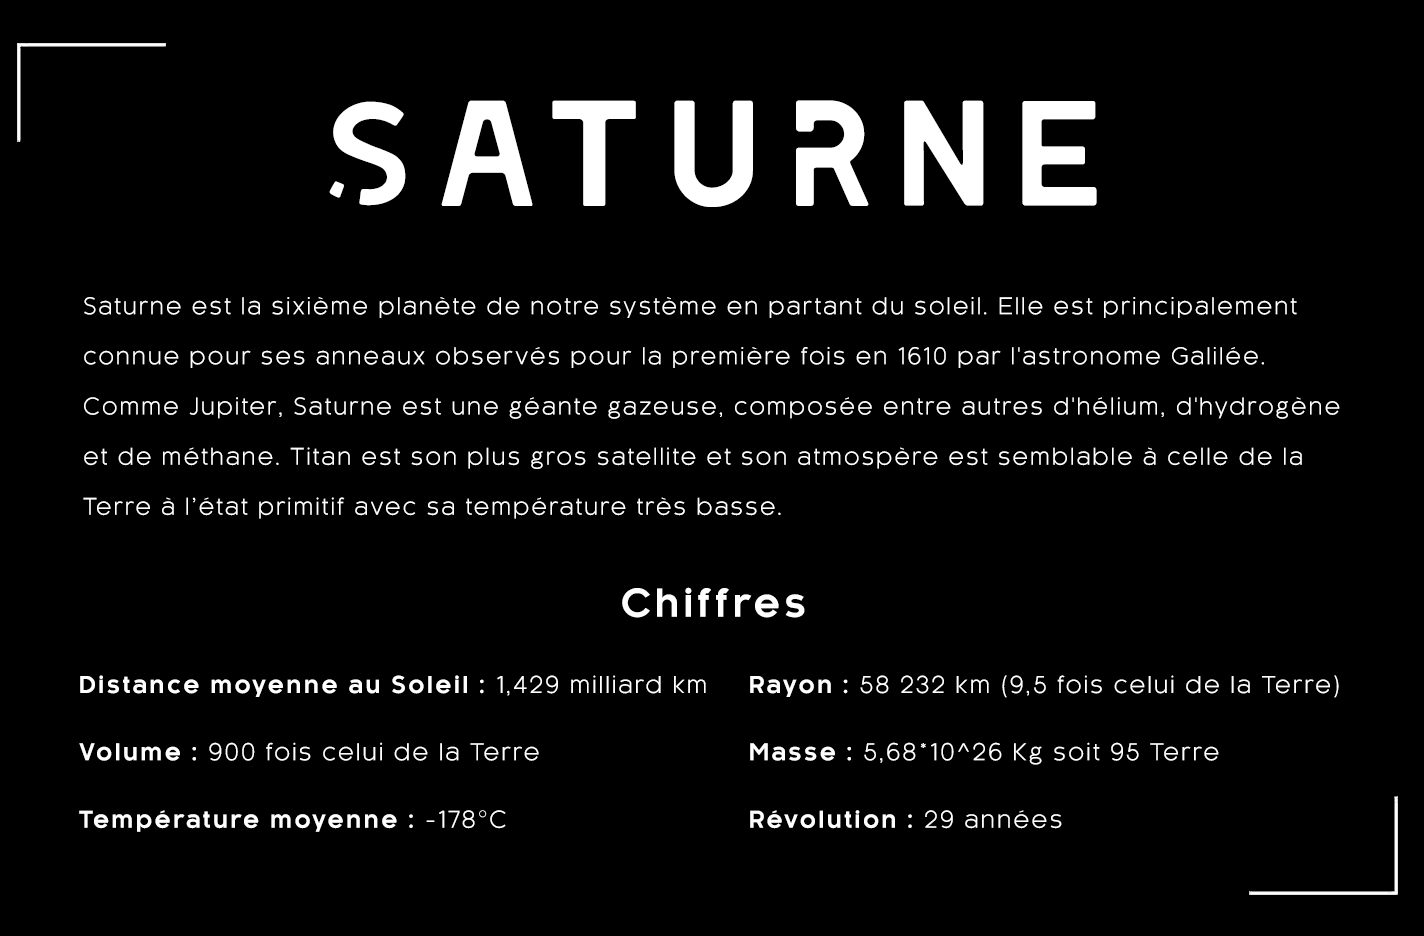 SATURNE
Saturne est la sixième planète de notre système en partant du soleil. Elle est principalement
connue pour ses anneaux observés pour la première fois en 1610 par l'astronome Galilée.
Comme Jupiter, Saturne est une géante gazeuse, composée entre autres d'hélium, d'hydrogène
et de méthane. Titan est son plus gros satellite et son atmospère est semblable à celle de la
Terre à l’état primitif avec sa température très basse.
Chiffres
Distance moyenne au Soleil : 1,429 milliard km
Rayon : 58 232 km (9,5 fois celui de la Terre)
Volume : 900 fois celui de la Terre
Masse : 5,68*10^26 Kg soit 95 Terre
Température moyenne : -178°C
Révolution : 29 années